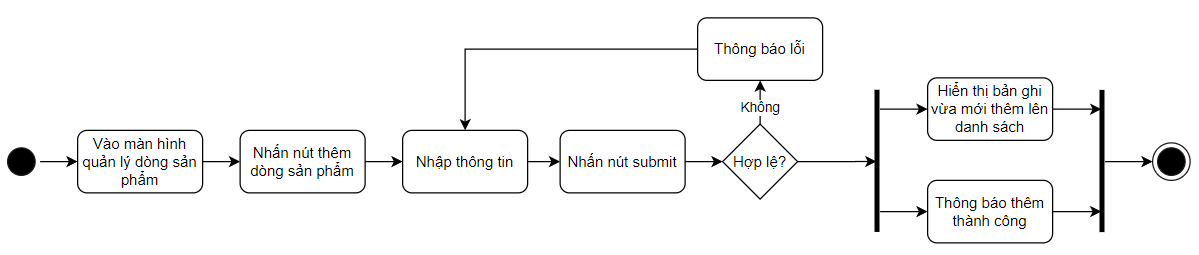 Vào màn hình
quản lý dòng sản
phẩm
Nhấn nút thêm
dòng sản phẩm
Nhập thông tin
Nhấn nút submit
Hợp lệ?
Không
Thông báo lỗi
Hiển thị bản ghi
vừa mới thêm lên
danh sách
Thông báo thêm
thành công